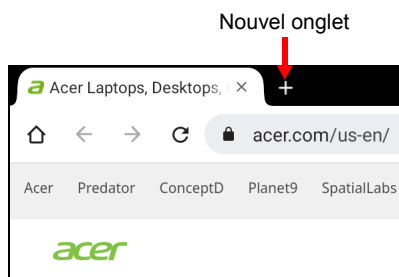 Nouvel onglet
Acer Laptops, Desktops,
acer.com/us-en/
Acer Predator ConceptD Planet9 SpatialLabs
acer